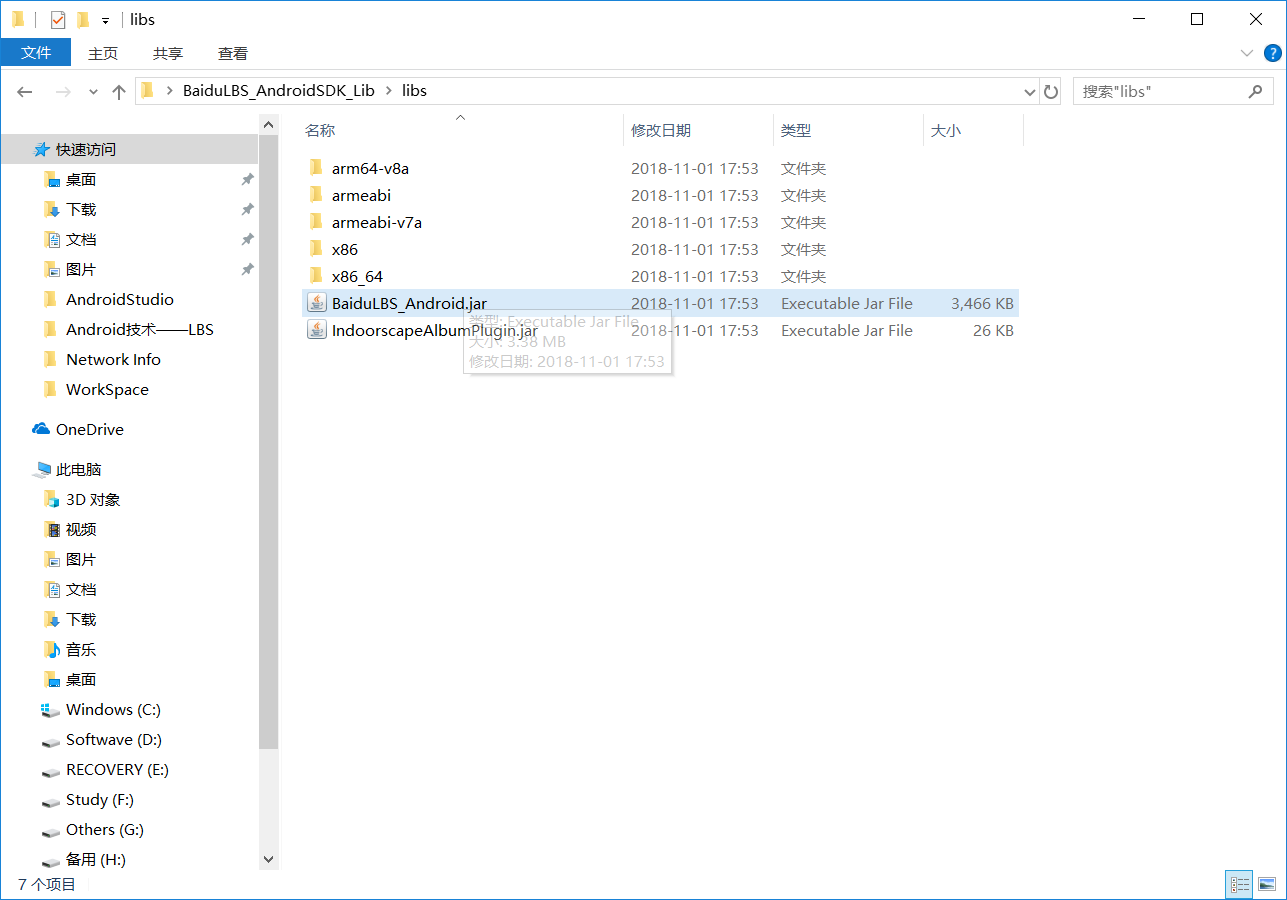 libs
文件 主页 共享 查看
BaiduLBS_AndroidSDK_Lib libs 搜索"libs"
名称 修改日期 类型 大小
快速访问
桌面
下载
文档
图片
AndroidStudio
Android技术——LBS
Network Info
WorkSpace
OneDrive
此电脑
3D 对象
视频
图片
文档
下载
音乐
桌面
Windows (C:)
Softwave (D:)
RECOVERY (E:)
Study (F:)
Others (G:)
备用 (H:)
arm64-v8a 2018-11-01 17:53 文件夹
armeabi 2018-11-01 17:53 文件夹
armeabi-v7a 2018-11-01 17:53 文件夹
x86 2018-11-01 17:53 文件夹
x86_64 2018-11-01 17:53 文件夹
BaiduLBS_Android.jar 2018-11-01 17:53 Executable Jar File 3,466 KB
IndoorscapeAlbumPlugin.jar 2018-11-01 17:53 Executable Jar File 26 KB
类型: Executable Jar File
大小: 3.38 MB
修改日期: 2018-11-01 17:53
7 个项目